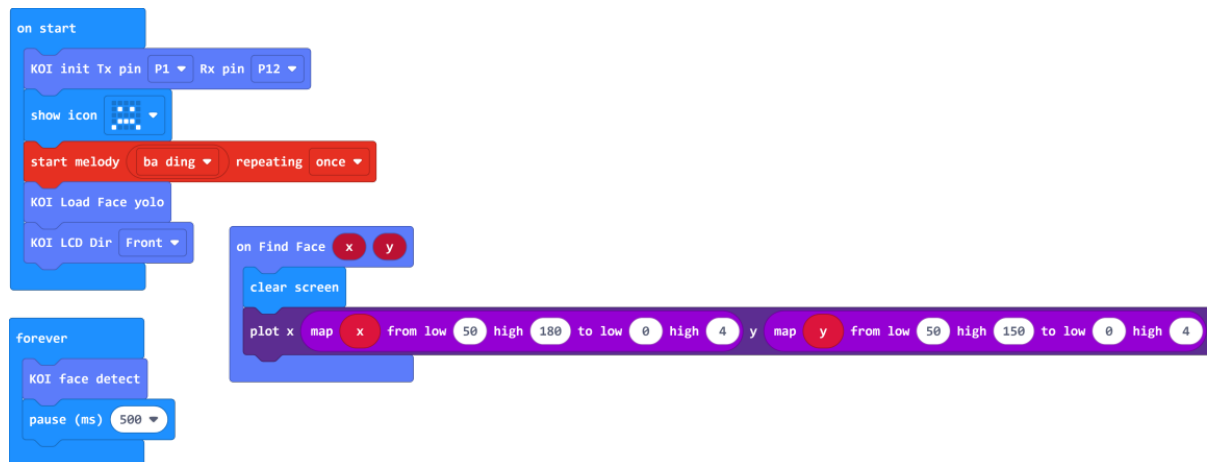 on start
KOI init Tx pin P1 Rx pin P12
show icon
start melody ba ding repeating once
KOI Load Face yolo
KOI LCD Dir Front
on Find Face x y
clear screen
plot x map x from low 50 high 180 to low 0 high 4 y map y from low 50 high 150 to low 0 high 4
forever
KOI face detect
pause (ms) 500